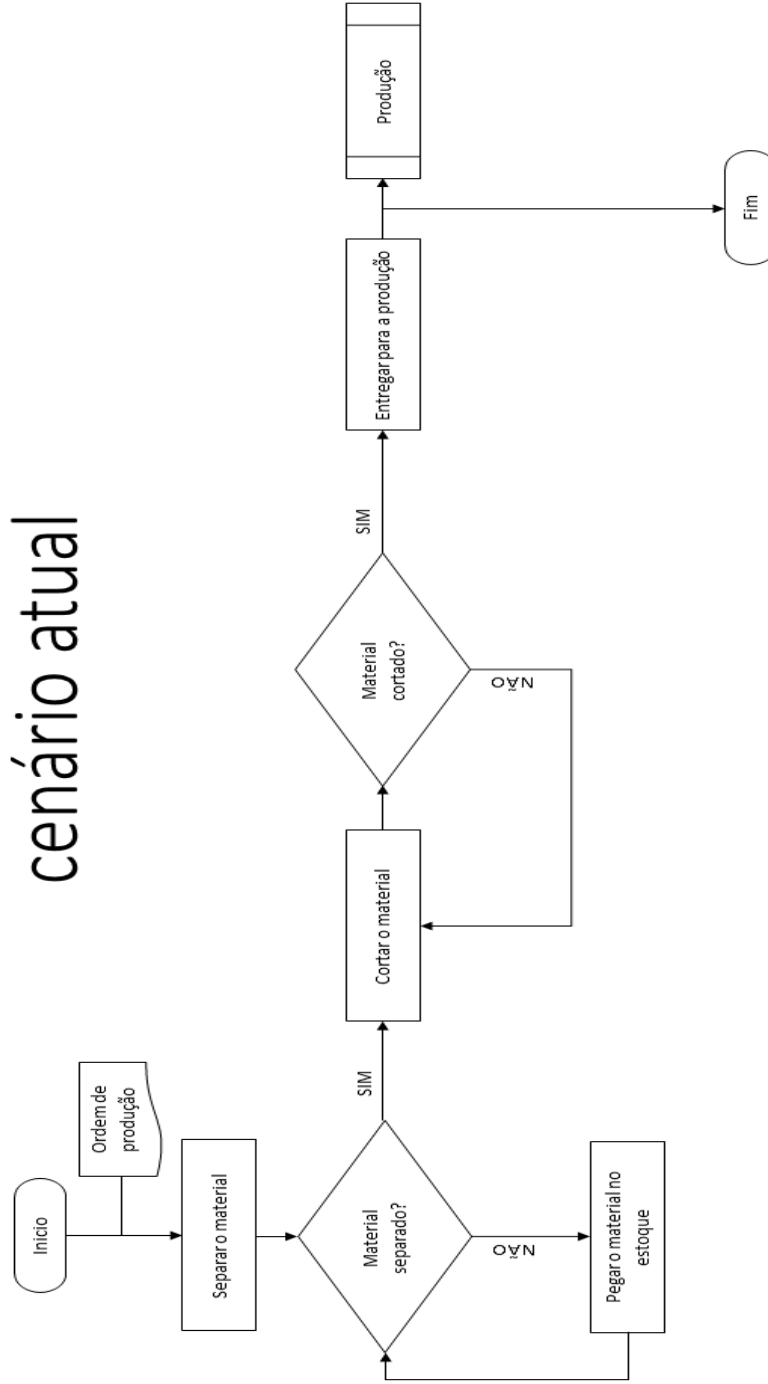 cenário atual
Inicio
Ordem de
produção
Separar o material
Material
separado?
NÃO
Pegar o material no
estoque
SIM
Cortar o material
Material
cortado?
NÃO
SIM
Entregar para a produção
Produção
Fim